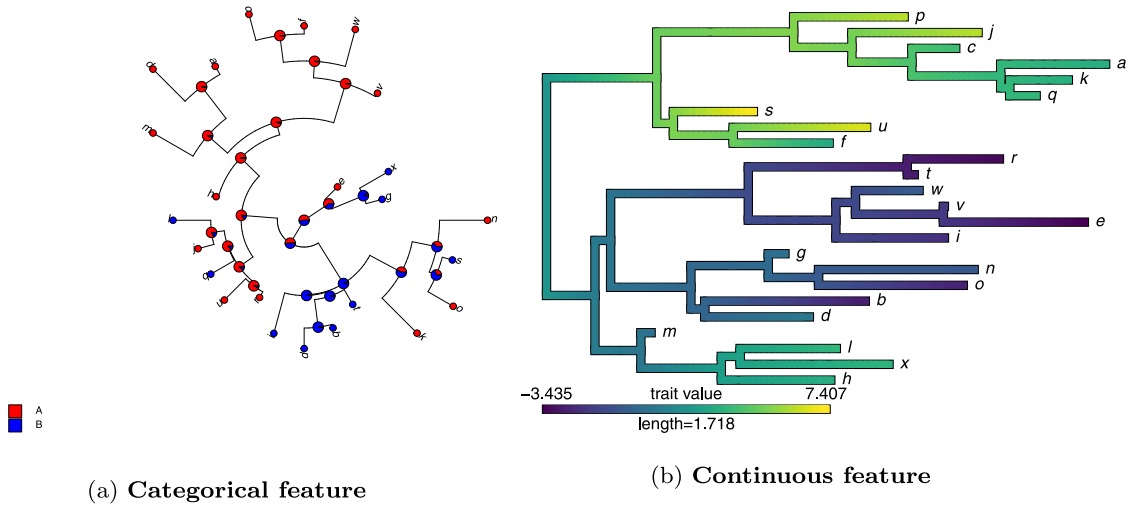 o
f
w
v
a
m
h
e
x
g
n
s
o
k
r
b
d
j
u
A
B
(a) Categorical feature
p
j
c
a
k
q
s
u
f
r
t
w
v
e
i
g
n
o
b
d
m
l
x
h
−3.435 trait value 7.407
length=1.718
(b) Continuous feature